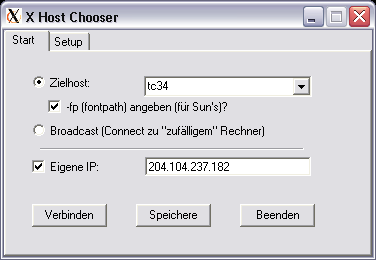 X Host Chooser
Start Setup
Zielhost: tc34
-fp (fontpath) angeben (für Sun's)?
Broadcast (Connect zu "zufälligem" Rechner)
Eigene IP: 204.104.237.182
Verbinden Speichere Beenden